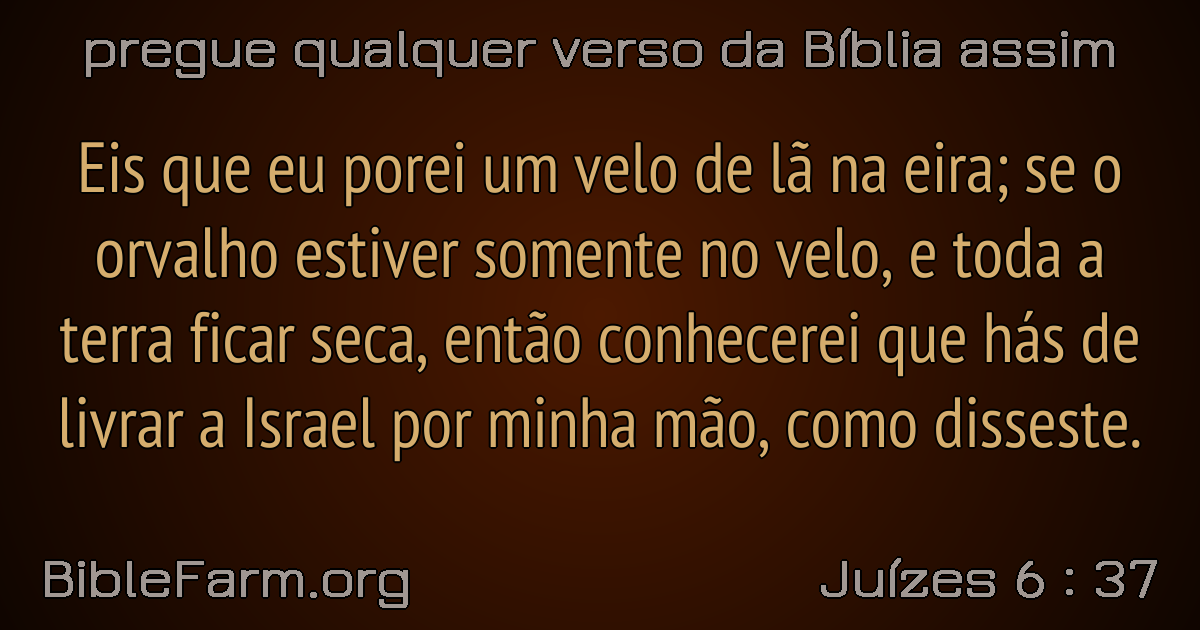 pregue qualquer verso da Bíblia assim
Eis que eu porei um velo de lã na eira; se o
orvalho estiver somente no velo, e toda a
terra ficar seca, então conhecerei que hás de
livrar a Israel por minha mão, como disseste.
BibleFarm.org
Juízes 6 : 37